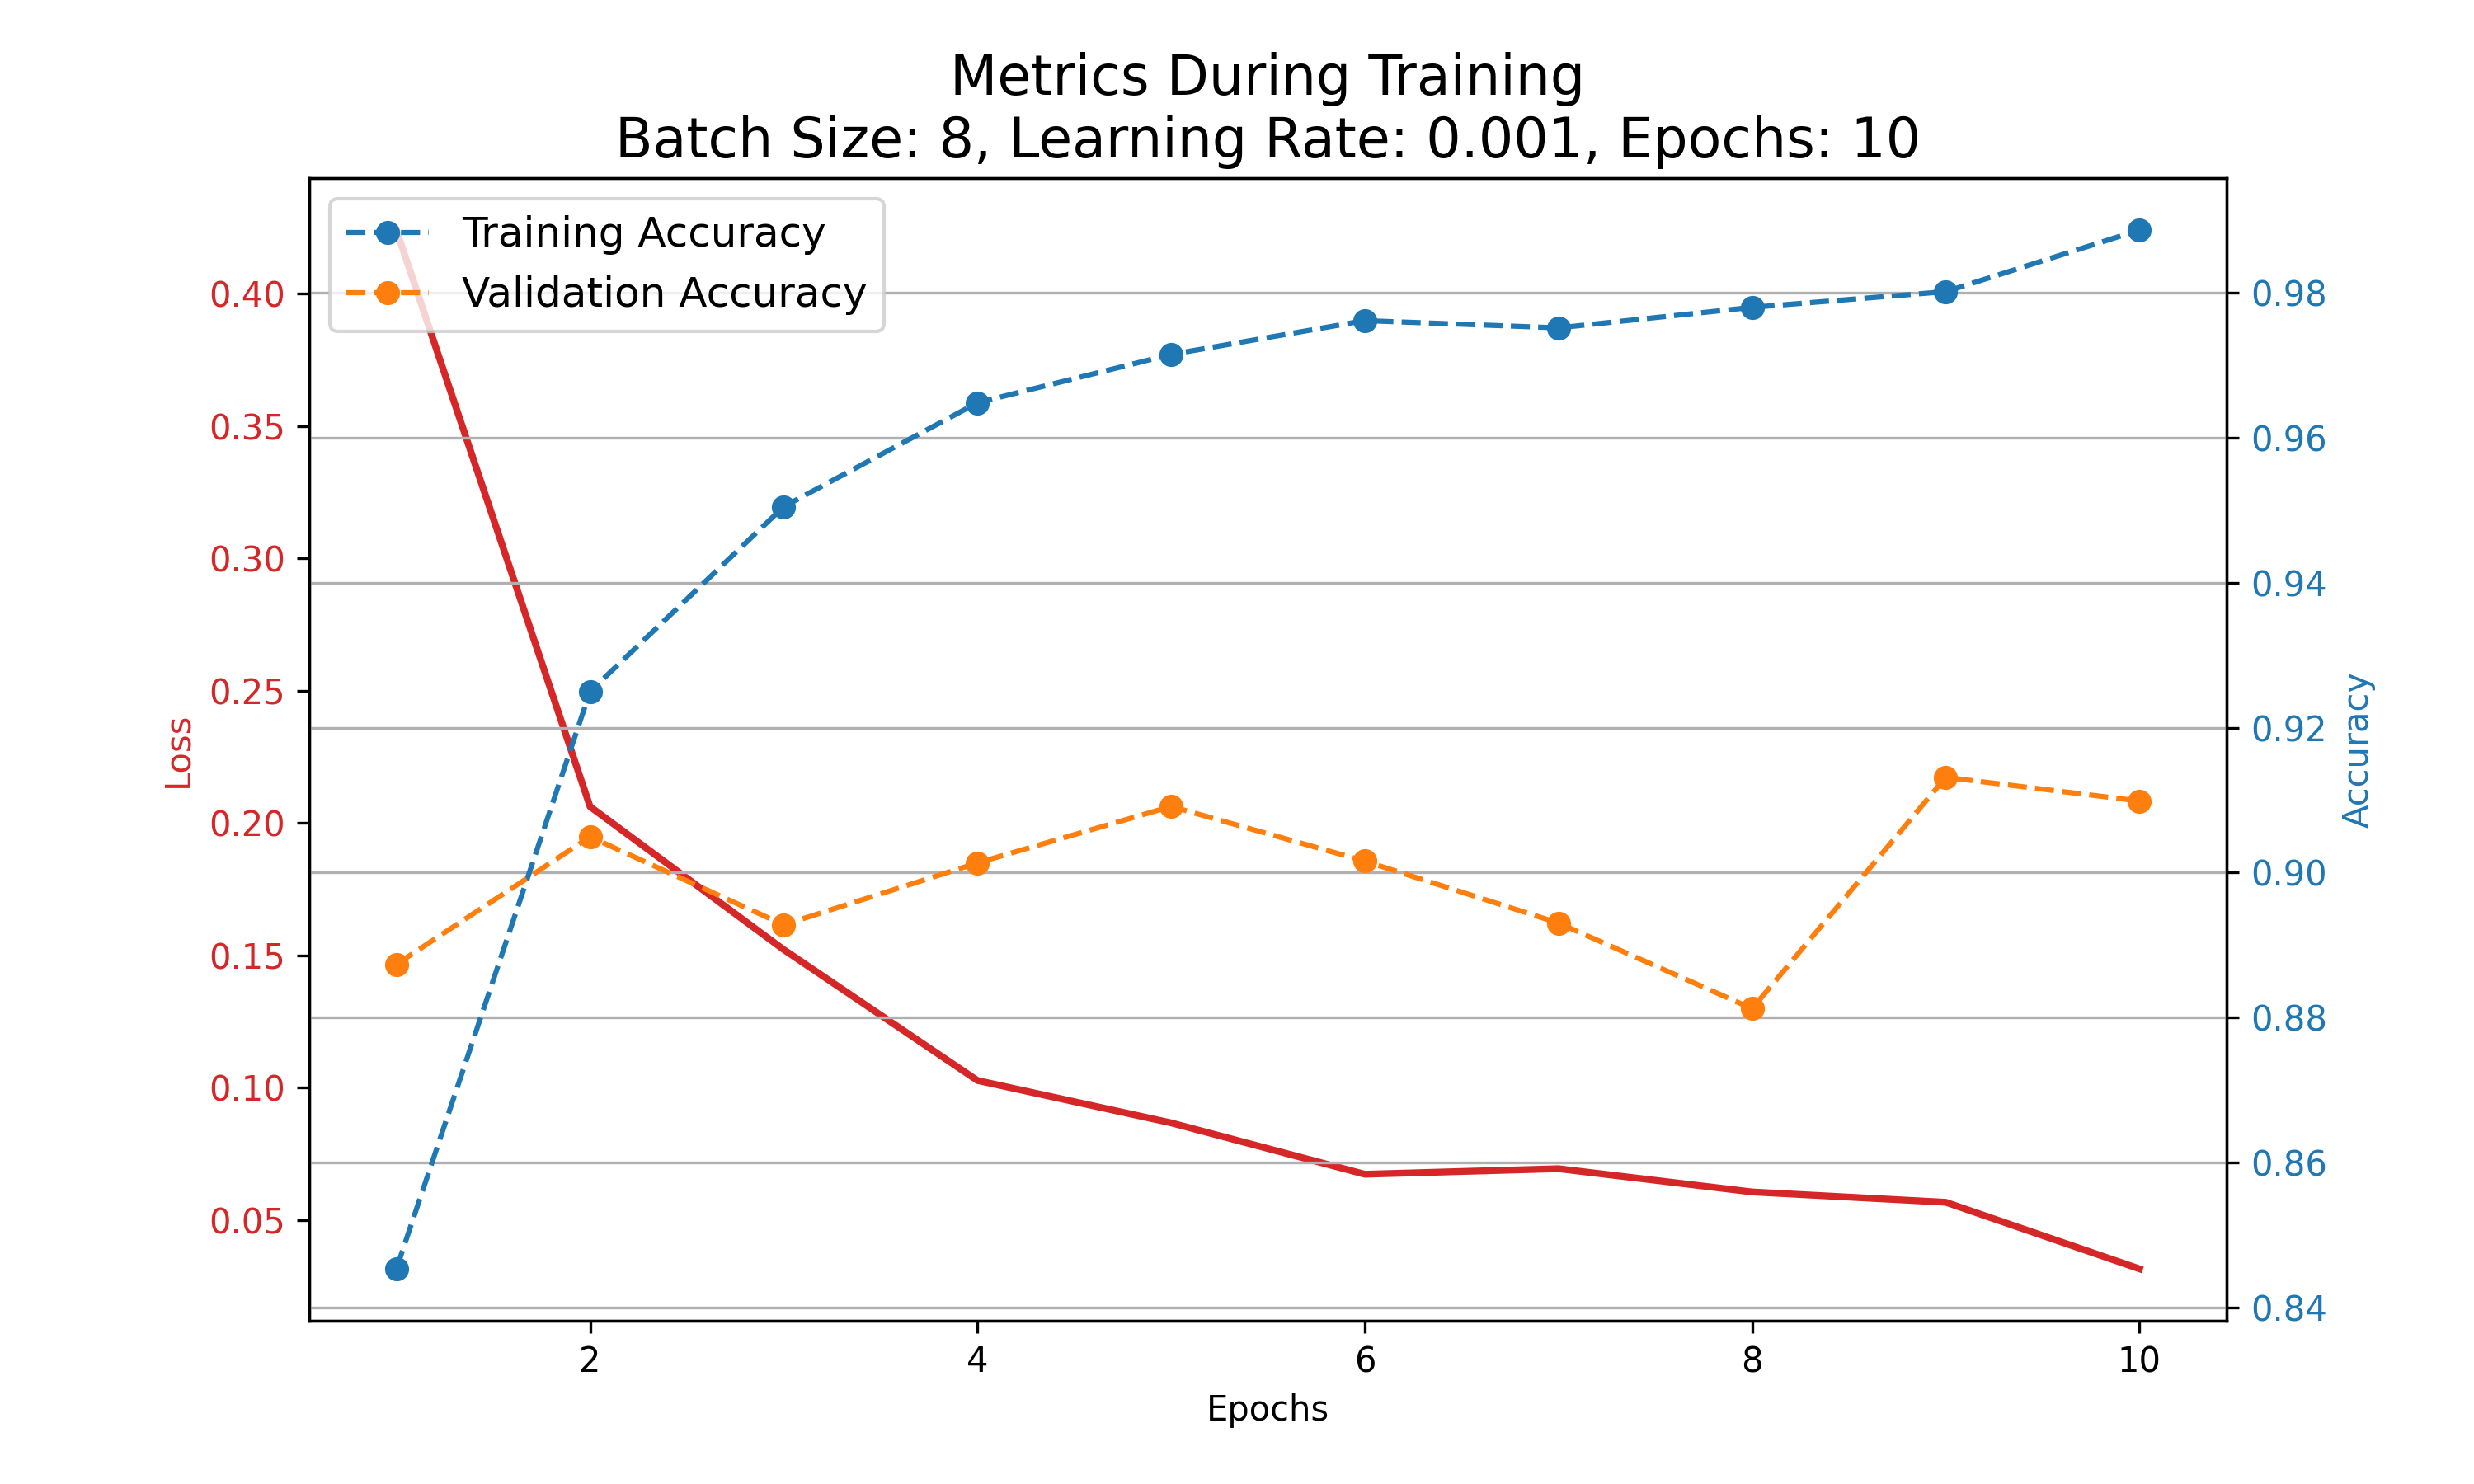 Metrics During Training
Batch Size: 8, Learning Rate: 0.001, Epochs: 10
Training Accuracy
Validation Accuracy
0.40
0.35
0.30
0.25
0.20
0.15
0.10
0.05
Loss
0.98
0.96
0.94
0.92
0.90
0.88
0.86
0.84
Accuracy
2 4 6 8 10
Epochs